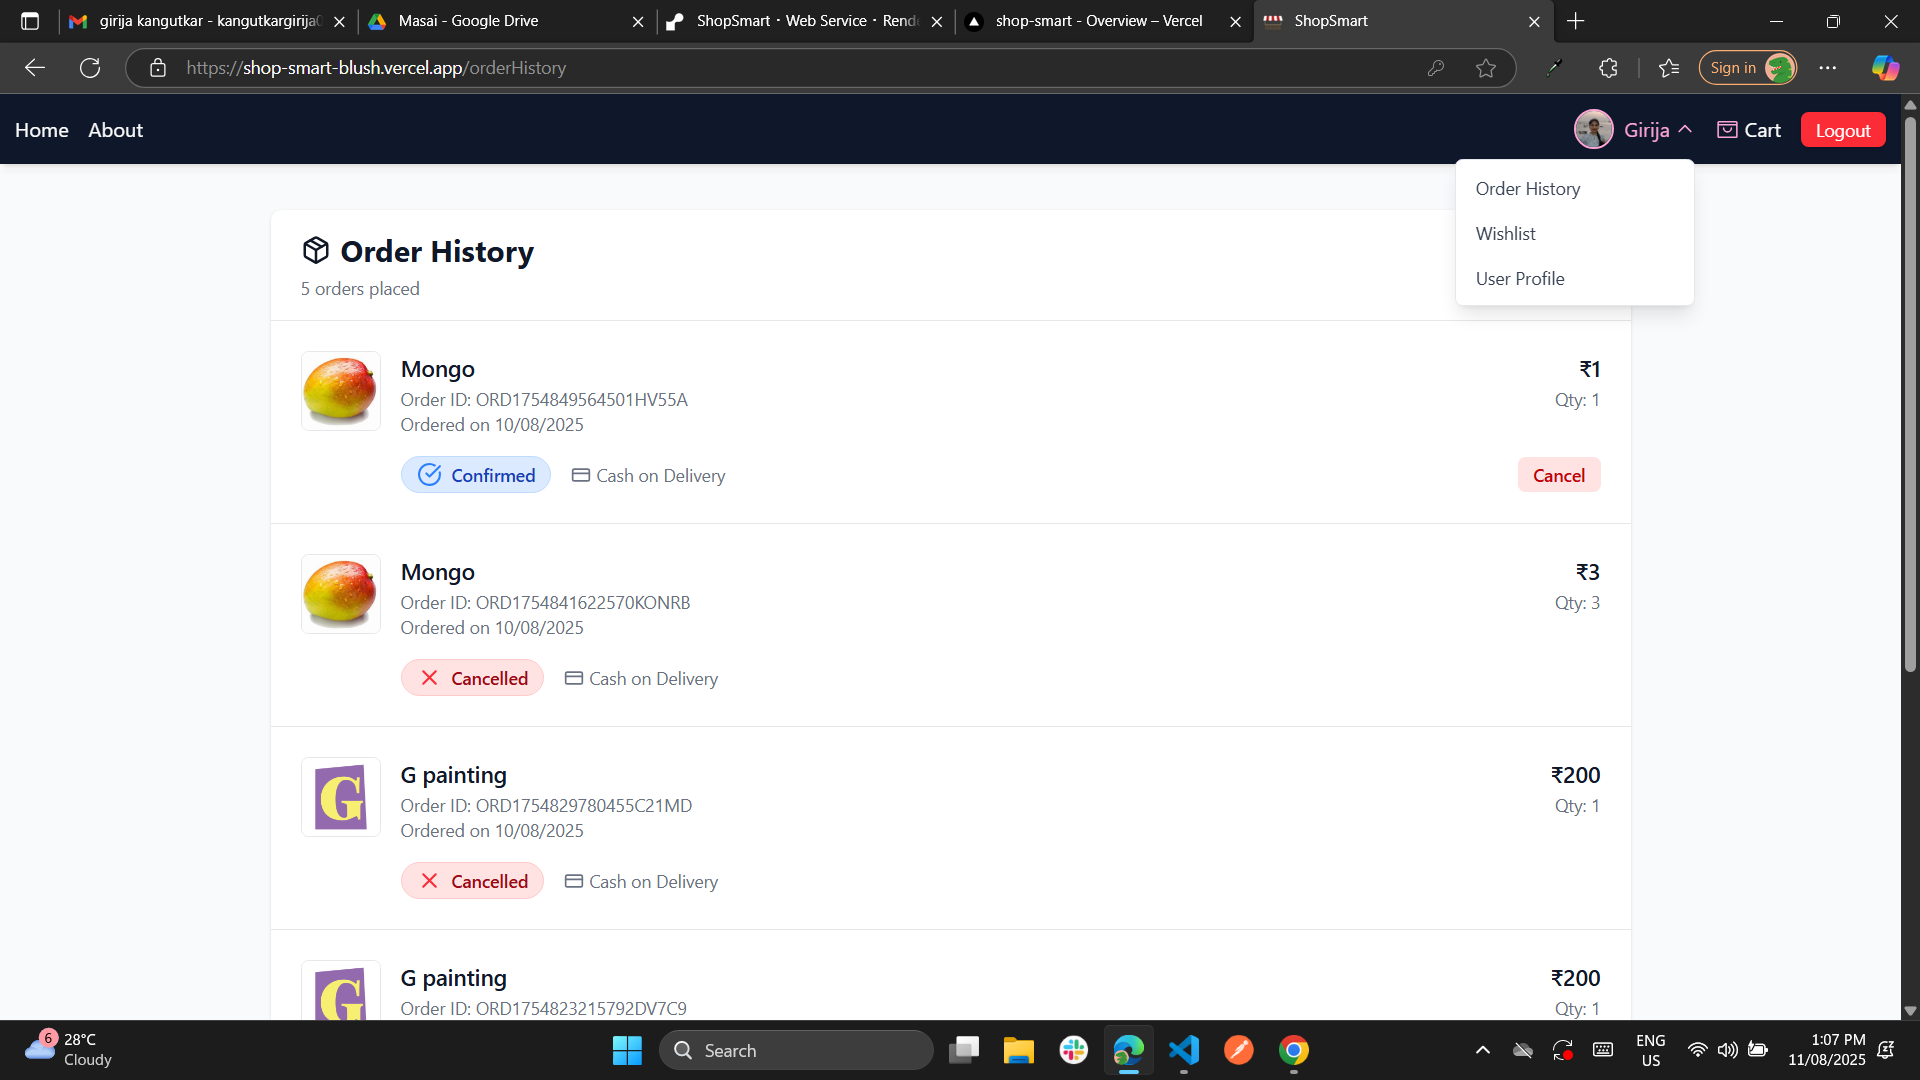 girija kangutkar - kangutkargirija0
Masai - Google Drive
ShopSmart · Web Service · Rende
shop-smart - Overview – Vercel
ShopSmart
https://shop-smart-blush.vercel.app/orderHistory
Sign in
Home
About
Girija
Cart
Logout
Order History
Wishlist
User Profile
Order History
5 orders placed
Mongo
₹1
Order ID: ORD1754849564501HV55A
Qty: 1
Ordered on 10/08/2025
Confirmed
Cash on Delivery
Cancel
Mongo
₹3
Order ID: ORD1754841622570KONRB
Qty: 3
Ordered on 10/08/2025
Cancelled
Cash on Delivery
G painting
₹200
Order ID: ORD1754829780455C21MD
Qty: 1
Ordered on 10/08/2025
Cancelled
Cash on Delivery
G
G painting
₹200
Order ID: ORD1754823215792DV7C9
Qty: 1
G
6
28°C
Cloudy
Search
ENG
US
1:07 PM
11/08/2025